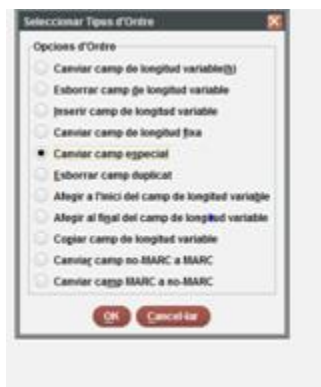 Seleccionar Tipus d'Ordre
Opcions d'Ordre
Canviar camp de longitud variable(h)
Esborrar camp de longitud variable
Inserir camp de longitud variable
Canviar camp de longitud fixa
Canviar camp especial
Esborrar camp duplicat
Afegir a l'inici del camp de longitud variable
Afegir al final del camp de longitud variable
Copiar camp de longitud variable
Canviar camp no-MARC a MARC
Canviar camp MARC a no-MARC
OK
Cancel·lar